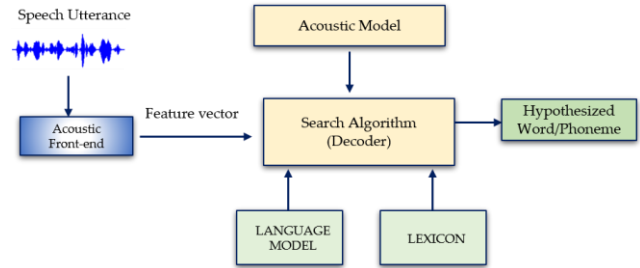 Speech Utterance
Acoustic Model
Acoustic
Front-end
Feature vector
Search Algorithm
(Decoder)
Hypothesized
Word/Phoneme
LANGUAGE
MODEL
LEXICON